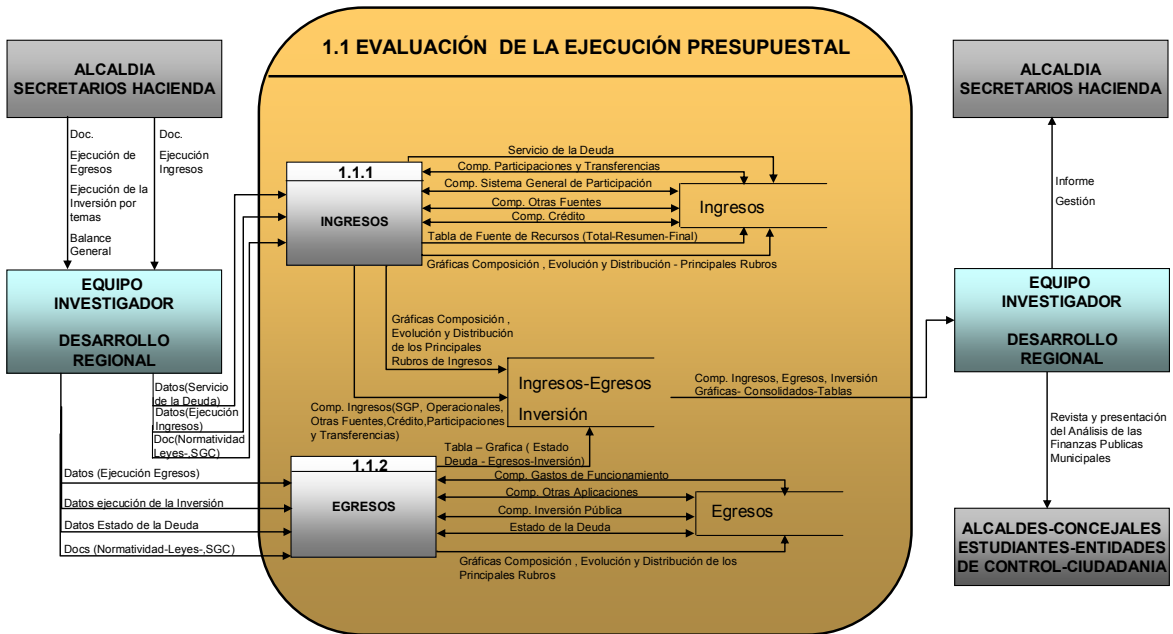 1.1 EVALUACIÓN DE LA EJECUCIÓN PRESUPUESTAL
ALCALDIA
SECRETARIOS HACIENDA
Doc.
Ejecución de
Egresos
Ejecución de la
Inversión por
temas
Balance
General
Doc.
Ejecución
Ingresos
EQUIPO
INVESTIGADOR
DESARROLLO
REGIONAL
Datos(Servicio
de la Deuda)
Datos(Ejecución
Ingresos)
Doc(Normatividad
Leyes-,SGC)
Datos (Ejecución Egresos)
Datos ejecución de la Inversión
Datos Estado de la Deuda
Docs (Normatividad-Leyes-,SGC)
1.1.1
INGRESOS
Servicio de la Deuda
Comp. Participaciones y Transferencias
Comp. Sistema General de Participación
Comp. Otras Fuentes
Comp. Crédito
Tabla de Fuente de Recursos (Total-Resumen-Final)
Gráficas Composición , Evolución y Distribución - Principales Rubros
Ingresos
Gráficas Composición ,
Evolución y Distribución
de los Principales
Rubros de Ingresos
Comp. Ingresos(SGP, Operacionales,
Otras Fuentes,Crédito,Participaciones
y Transferencias)
Ingresos-Egresos
Inversión
Comp. Ingresos, Egresos, Inversión
Gráficas- Consolidados-Tablas
Tabla – Grafica ( Estado
Deuda - Egresos-Inversión)
1.1.2
EGRESOS
Comp. Gastos de Funcionamiento
Comp. Otras Aplicaciones
Comp. Inversión Pública
Estado de la Deuda
Gráficas Composición , Evolución y Distribución de los
Principales Rubros
Egresos
ALCALDIA
SECRETARIOS HACIENDA
Informe
Gestión
EQUIPO
INVESTIGADOR
DESARROLLO
REGIONAL
Revista y presentación
del Análisis de las
Finanzas Publicas
Municipales
ALCALDES-CONCEJALES
ESTUDIANTES-ENTIDADES
DE CONTROL-CIUDADANIA